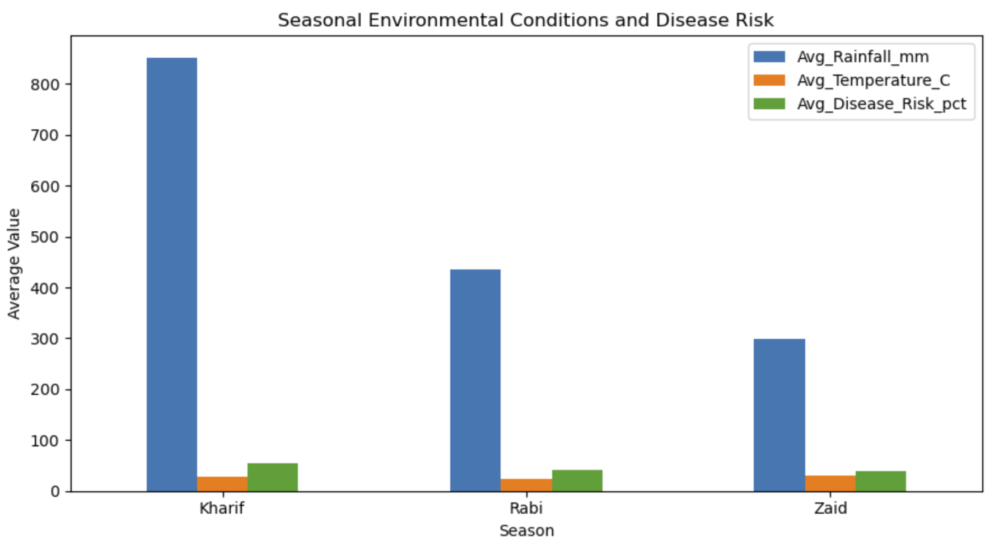 Seasonal Environmental Conditions and Disease Risk
Avg_Rainfall_mm
Avg_Temperature_C
Avg_Disease_Risk_pct
Average Value
800
700
600
500
400
300
200
100
0
Kharif
Rabi
Zaid
Season